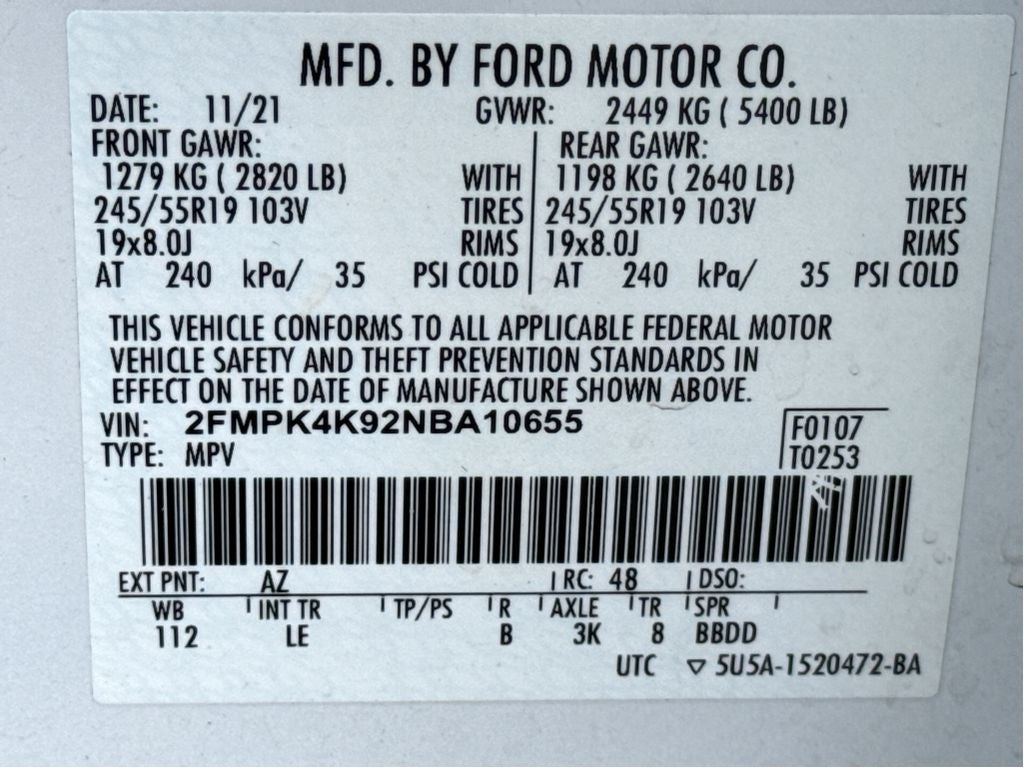 MFD. BY FORD MOTOR CO.
DATE: 11/21 GVWR: 2449 KG ( 5400 LB)
FRONT GAWR: REAR GAWR:
1279 KG ( 2820 LB) WITH 1198 KG ( 2640 LB) WITH
245/55R19 103V TIRES 245/55R19 103V TIRES
19x8.0J RIMS 19x8.0J RIMS
AT 240 kPa/ 35 PSI COLD AT 240 kPa/ 35 PSI COLD
THIS VEHICLE CONFORMS TO ALL APPLICABLE FEDERAL MOTOR
VEHICLE SAFETY AND THEFT PREVENTION STANDARDS IN
EFFECT ON THE DATE OF MANUFACTURE SHOWN ABOVE.
VIN: 2FMPK4K92NBA10655 F0107
TYPE: MPV T0253
EXT PNT: AZ RC: 48 DSO:
WB INT TR TP/PS R AXLE TR SPR
112 LE B 3K 8 BBDD
UTC ▽ 5U5A-1520472-BA